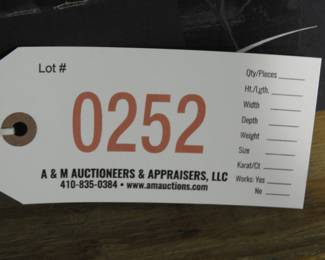 Lot #
0252
A & M AUCTIONEERS & APPRAISERS, LLC
410-835-0384 • www.amauctions.com
Qty/Pieces
Ht./Lgth.
Width
Depth
Weight
Size
Karat/Ct
Works: Yes
No